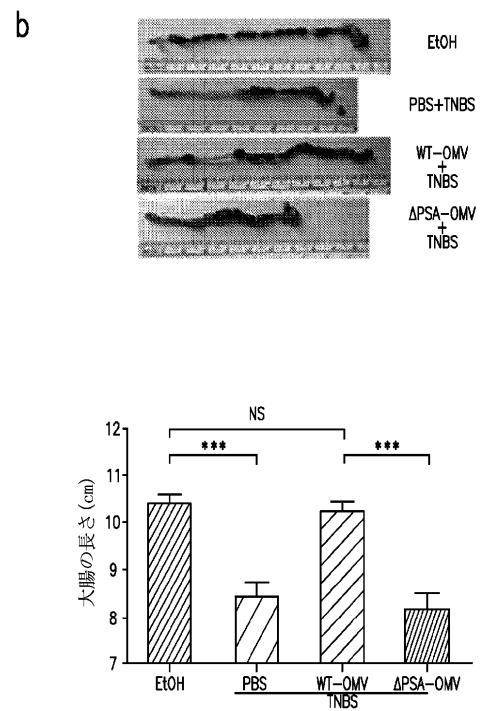 b
EtOH
PBS+TNBS
WT-OMV
+
TNBS
ΔPSA-OMV
+
TNBS
大腸の長さ(cm)
12
11
10
9
8
7
NS
***
***
EtOH
PBS
WT-OMV
ΔPSA-OMV
TNBS